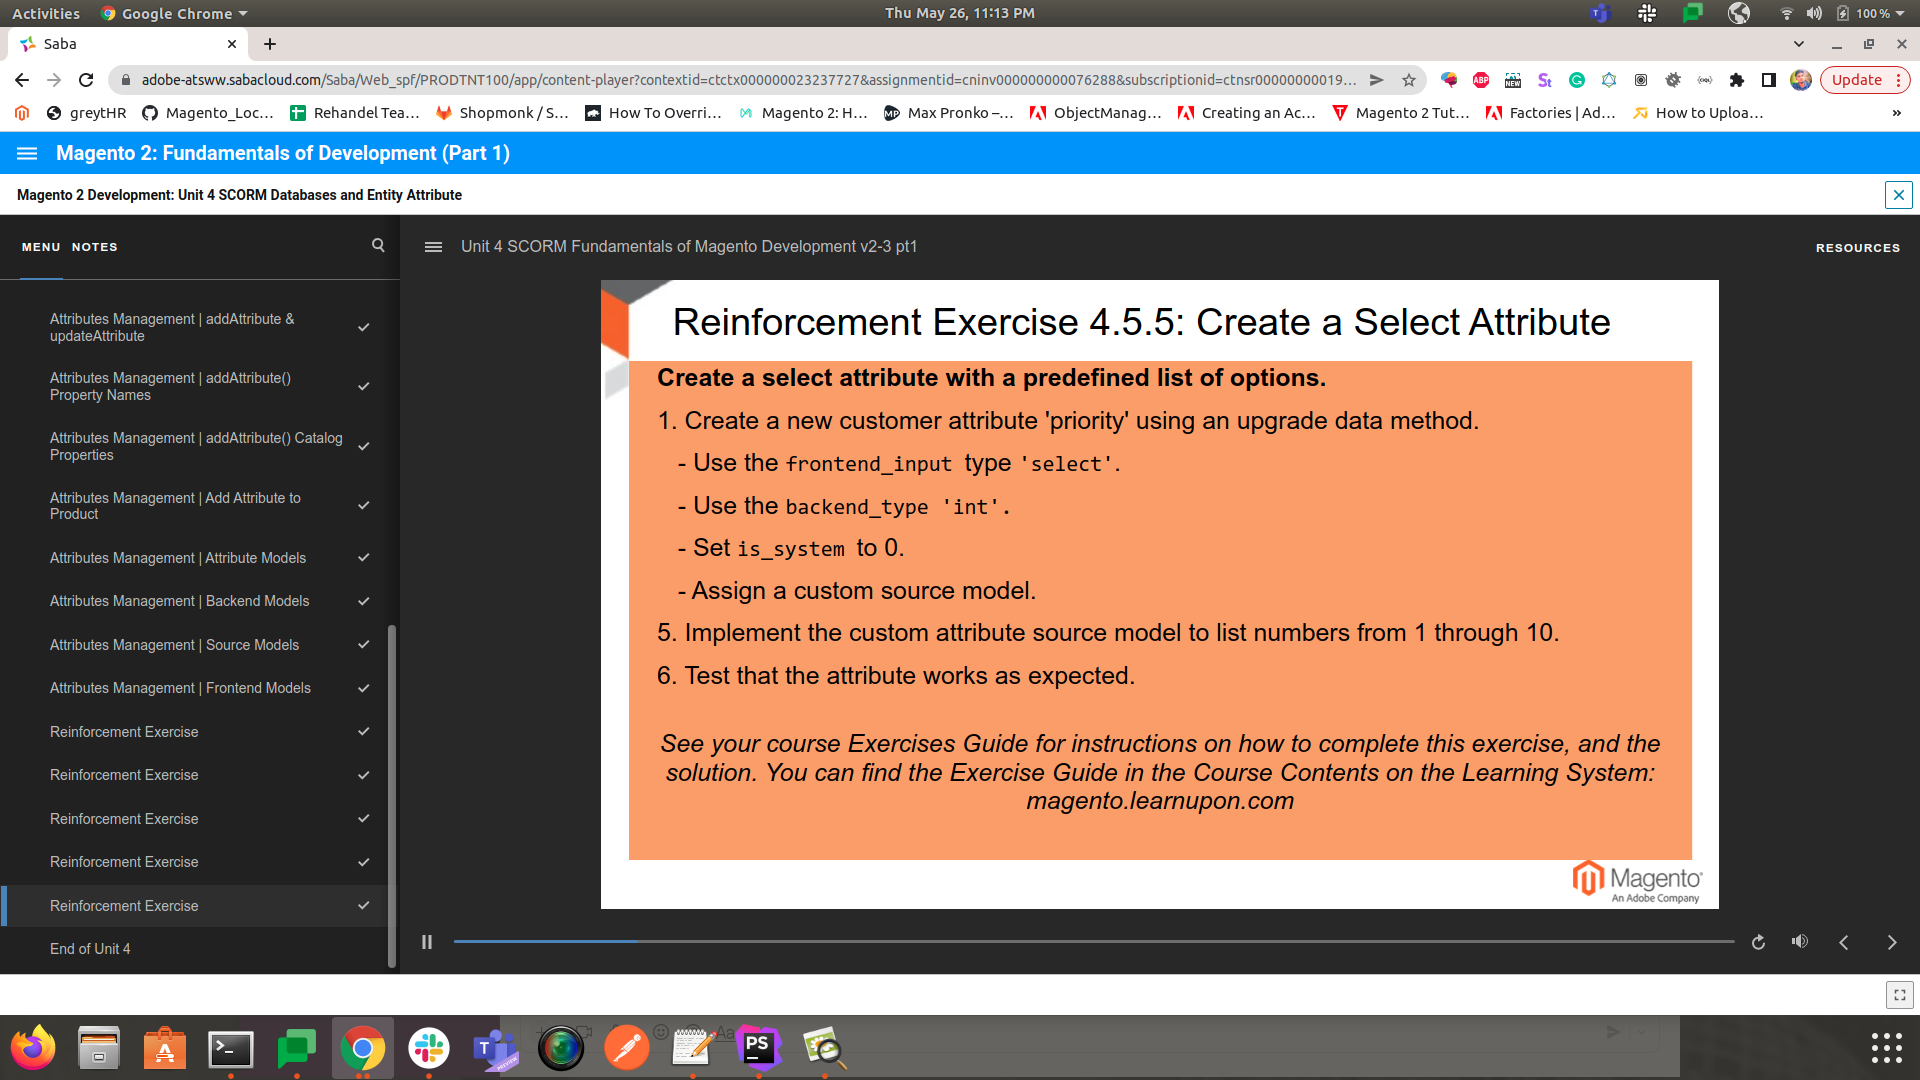 Activities Google Chrome Thu May 26, 11:13 PM 100 %
Saba
adobe-atsww.sabacloud.com/Saba/Web_spf/PRODTNT100/app/content-player?contextid=ctctx000000023237727&assignmentid=cninv000000000076288&subscriptionid=ctnsr00000000019... ABP NEW St Update
greytHR Magento_Loc... Rehandel Tea... Shopmonk / S... How To Overri... Magento 2: H... Max Pronko –... ObjectManag... Creating an Ac... Magento 2 Tut... Factories | Ad... How to Uploa... »
Magento 2: Fundamentals of Development (Part 1)
Magento 2 Development: Unit 4 SCORM Databases and Entity Attribute
MENU NOTES
Unit 4 SCORM Fundamentals of Magento Development v2-3 pt1
RESOURCES
Attributes Management | addAttribute &
updateAttribute
Attributes Management | addAttribute()
Property Names
Attributes Management | addAttribute() Catalog
Properties
Attributes Management | Add Attribute to
Product
Attributes Management | Attribute Models
Attributes Management | Backend Models
Attributes Management | Source Models
Attributes Management | Frontend Models
Reinforcement Exercise
Reinforcement Exercise
Reinforcement Exercise
Reinforcement Exercise
Reinforcement Exercise
End of Unit 4
Reinforcement Exercise 4.5.5: Create a Select Attribute
Create a select attribute with a predefined list of options.
1. Create a new customer attribute 'priority' using an upgrade data method.
- Use the frontend_input type 'select'.
- Use the backend_type 'int'.
- Set is_system to 0.
- Assign a custom source model.
5. Implement the custom attribute source model to list numbers from 1 through 10.
6. Test that the attribute works as expected.
See your course Exercises Guide for instructions on how to complete this exercise, and the
solution. You can find the Exercise Guide in the Course Contents on the Learning System:
magento.learnupon.com
Magento
An Adobe Company
PS